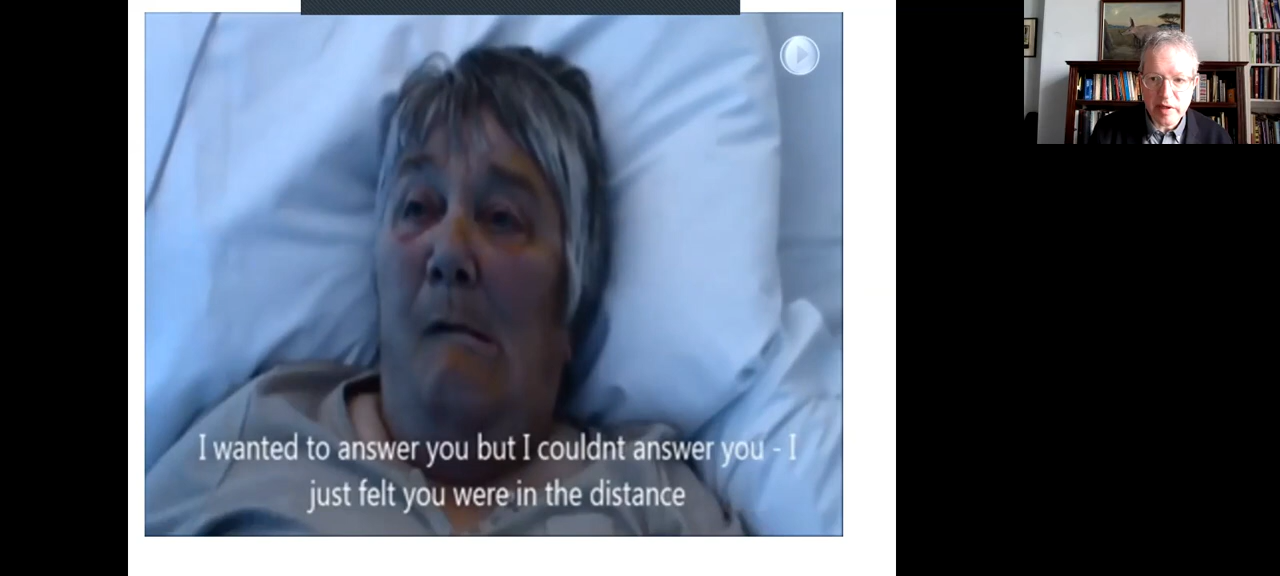 I wanted to answer you but I couldnt answer you - I
just felt you were in the distance